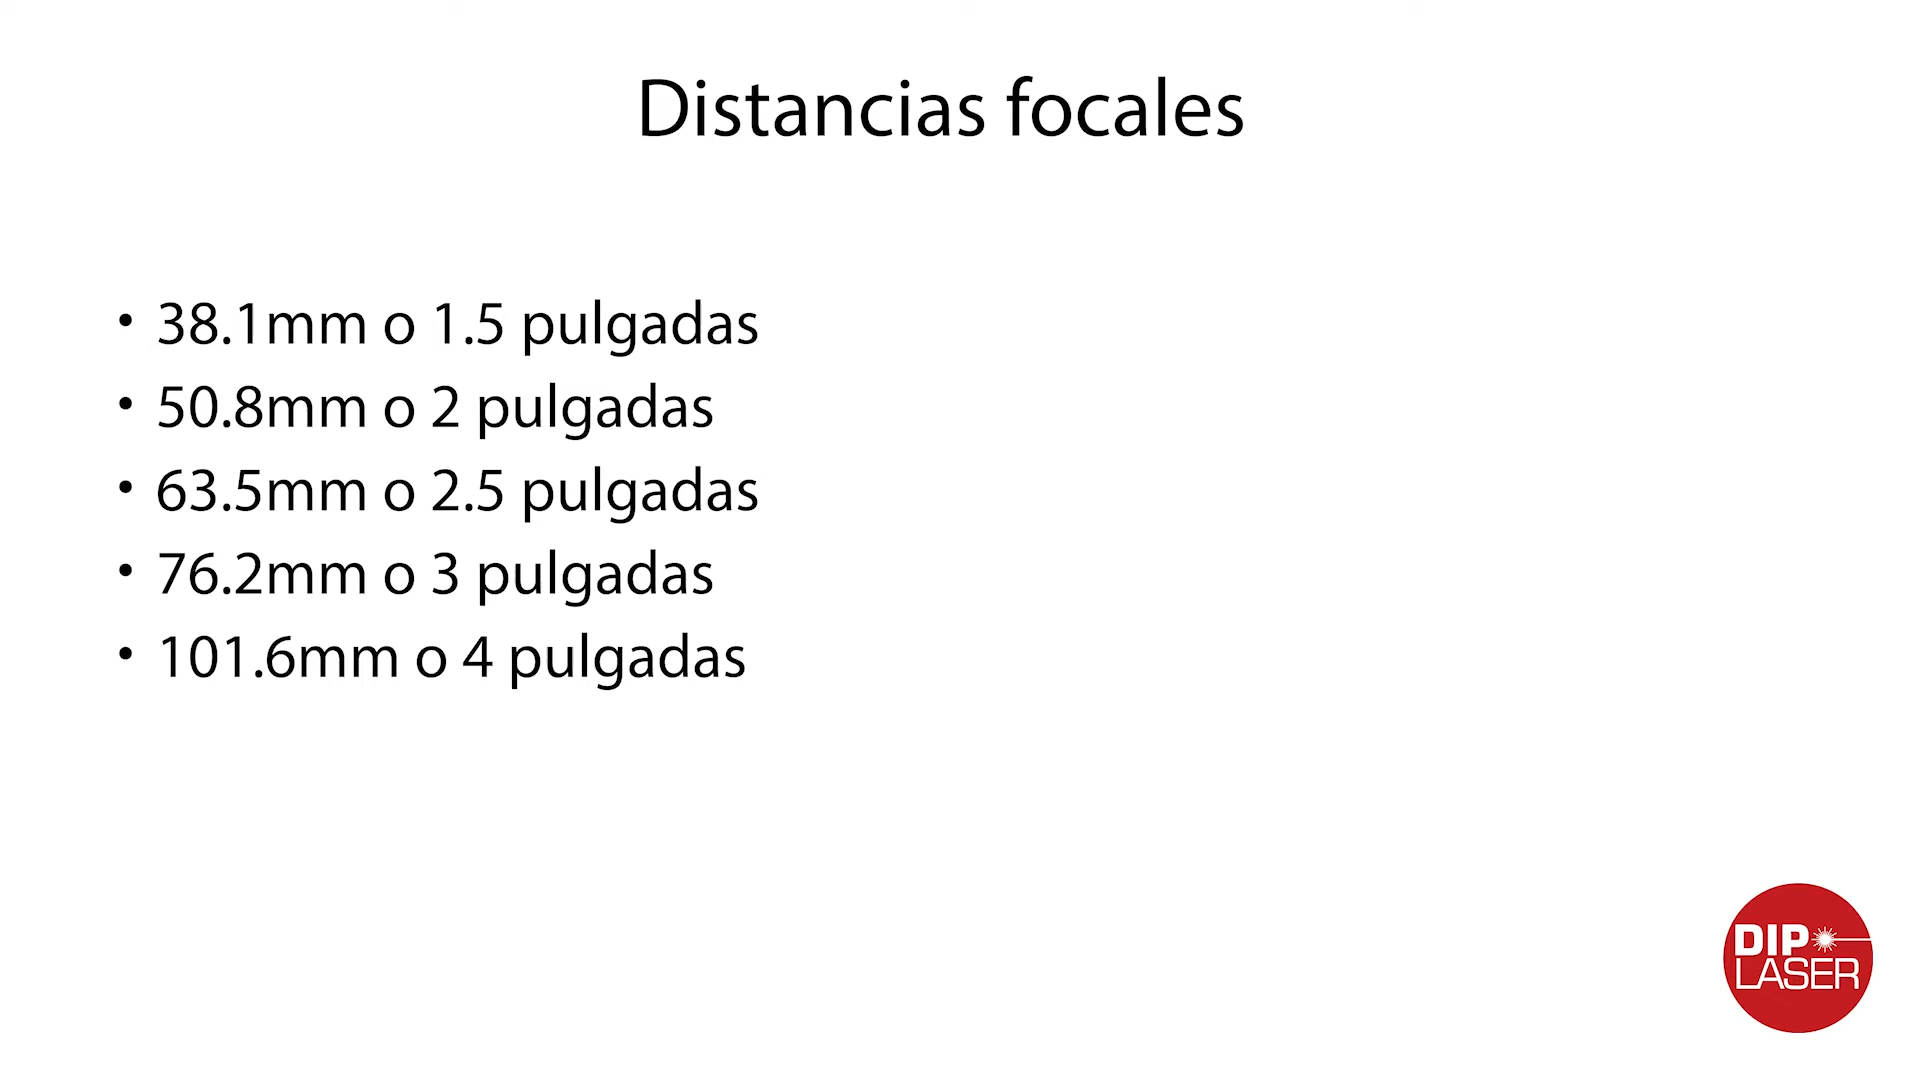 Distancias focales
• 38.1mm o 1.5 pulgadas
• 50.8mm o 2 pulgadas
• 63.5mm o 2.5 pulgadas
• 76.2mm o 3 pulgadas
• 101.6mm o 4 pulgadas
DIP
LASER